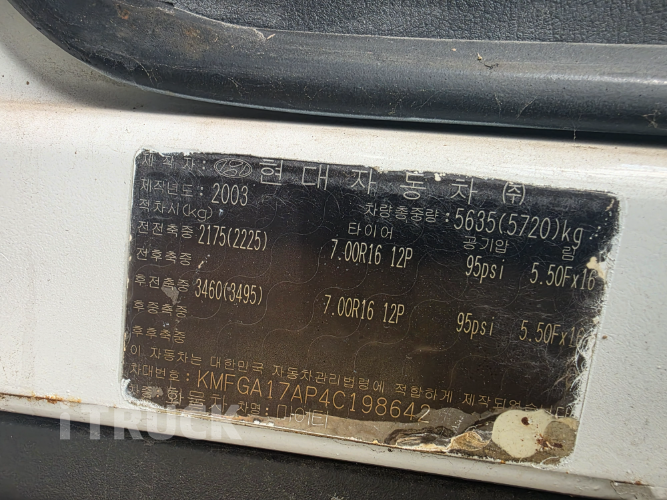 제작자: 현대자동차㈜
제작년도: 2003 차량총중량: 5635(5720)kg
적차시(kg) 타이어 공기압 림
전전축중 2175(2225) 7.00R16 12P 95psi 5.50Fx16
전후축중
후전축중 3460(3495) 7.00R16 12P 95psi 5.50Fx16
후중축중
후후축중
이 자동차는 대한민국 자동차관리법령에 적합하게 제작되었습니다
차대번호: KMFGA17AP4C198642
차종: 화물차 차명: 마이티
1TRUCK